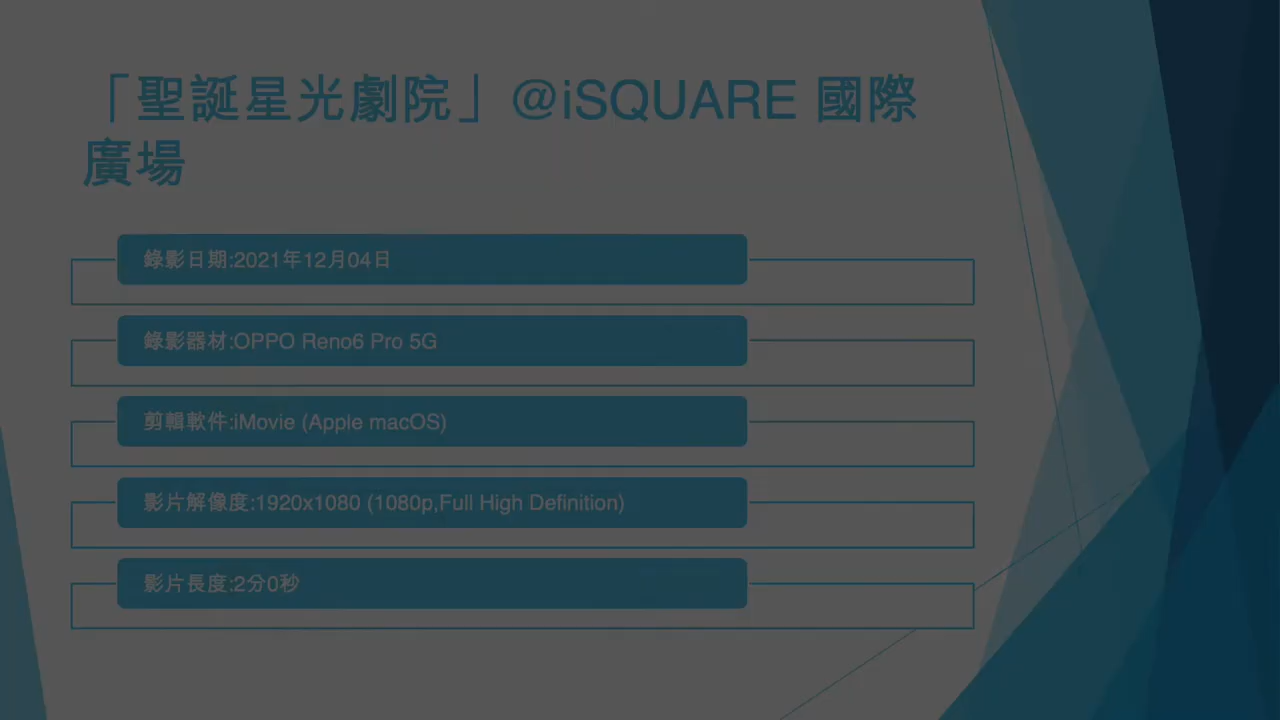 「聖誕星光劇院」@iSQUARE 國際
廣場
錄影日期:2021年12月04日
錄影器材:OPPO Reno6 Pro 5G
剪輯軟件:iMovie (Apple macOS)
影片解像度:1920x1080 (1080p,Full High Definition)
影片長度:2分0秒